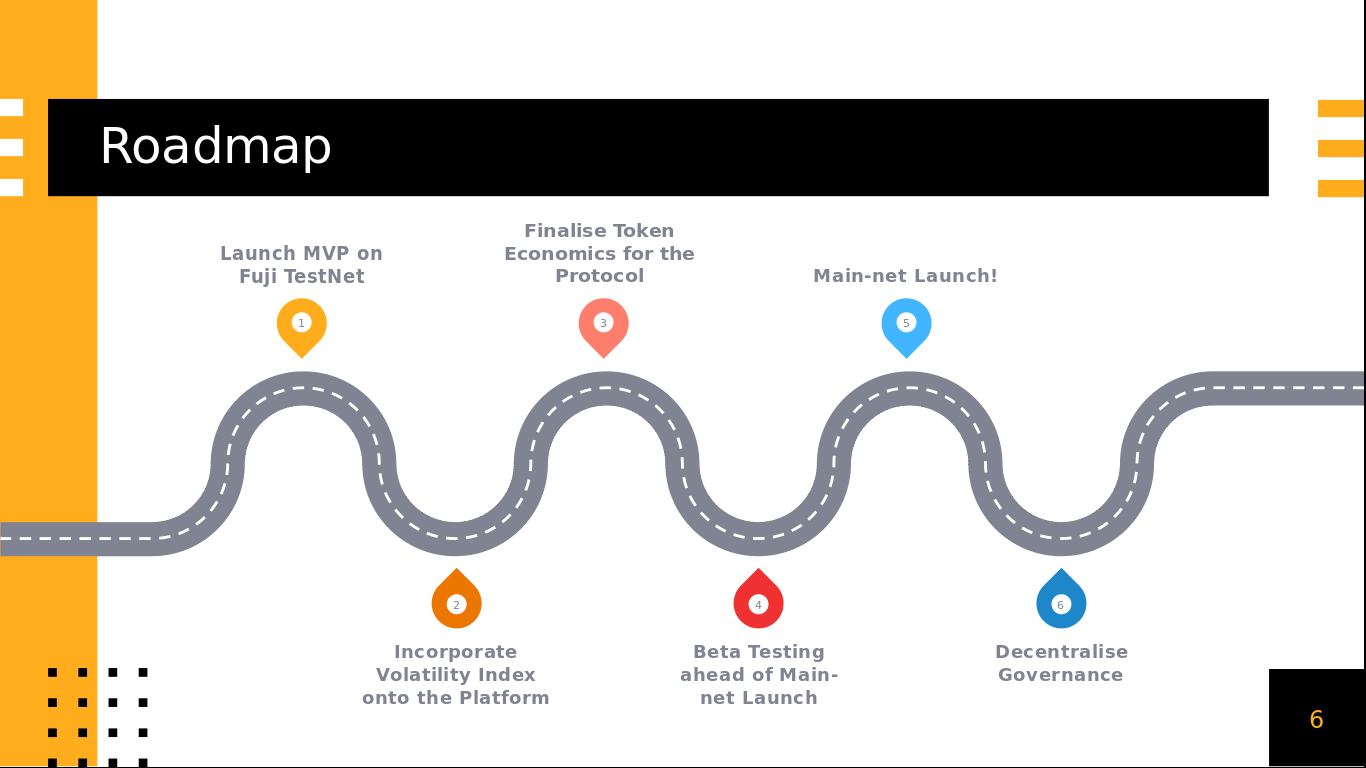 Roadmap
Launch MVP on
Fuji TestNet
1
Incorporate
Volatility Index
onto the Platform
2
Finalise Token
Economics for the
Protocol
3
Beta Testing
ahead of Main-
net Launch
4
Main-net Launch!
5
Decentralise
Governance
6
6